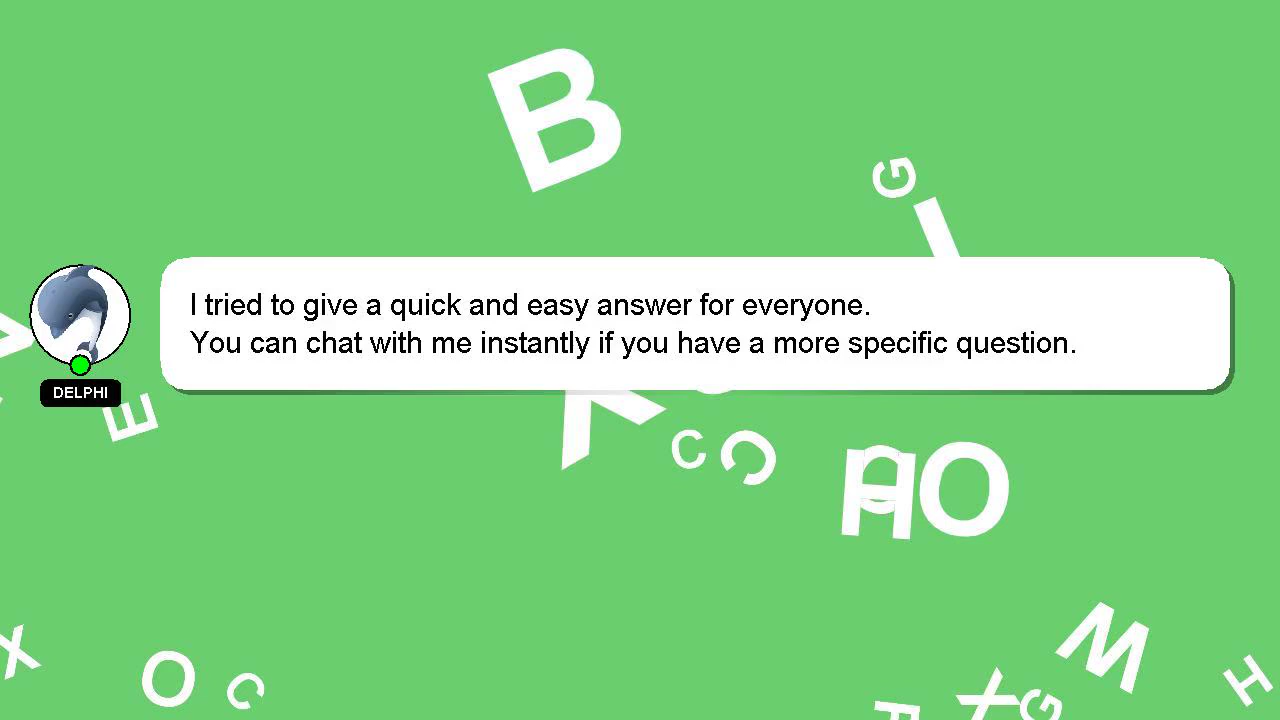 B
G
I
I tried to give a quick and easy answer for everyone.
You can chat with me instantly if you have a more specific question.
DELPHI
E
C
C
H
O
X
O
C
M
H
X
G